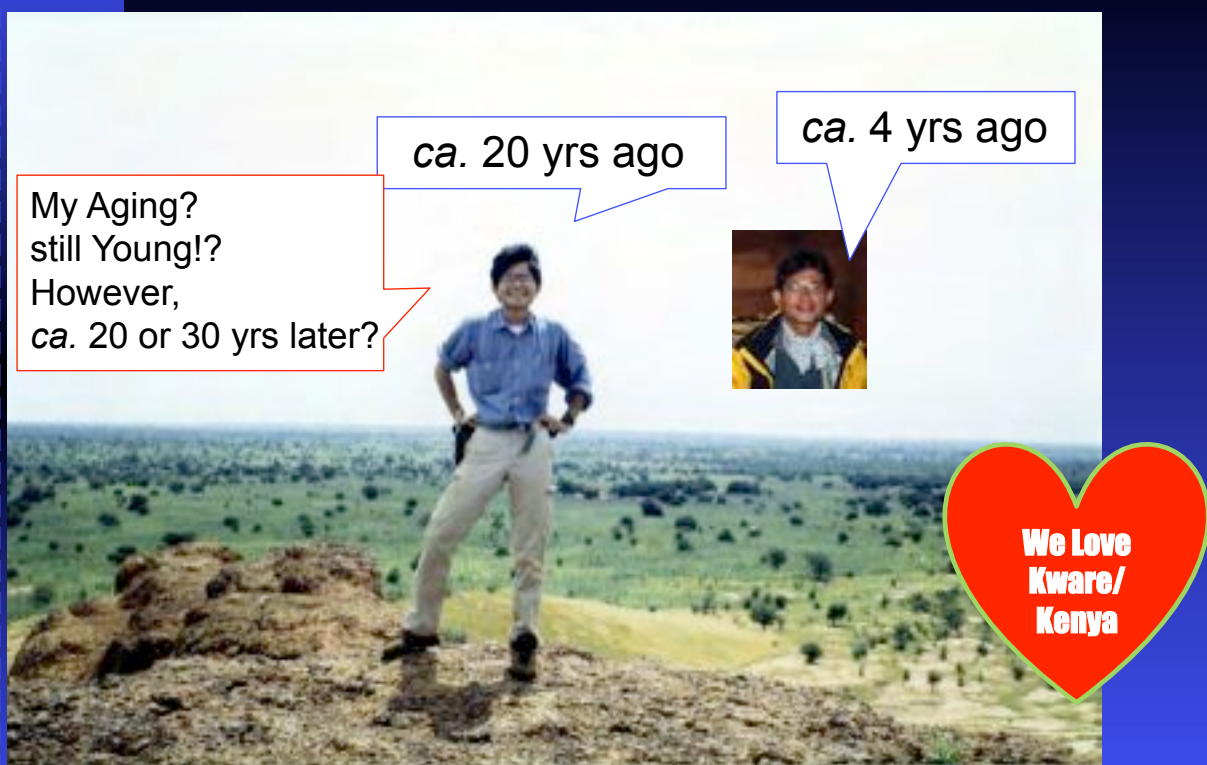 ca. 20 yrs ago
ca. 4 yrs ago
My Aging?
still Young!?
However,
ca. 20 or 30 yrs later?
We Love
Kware/
Kenya